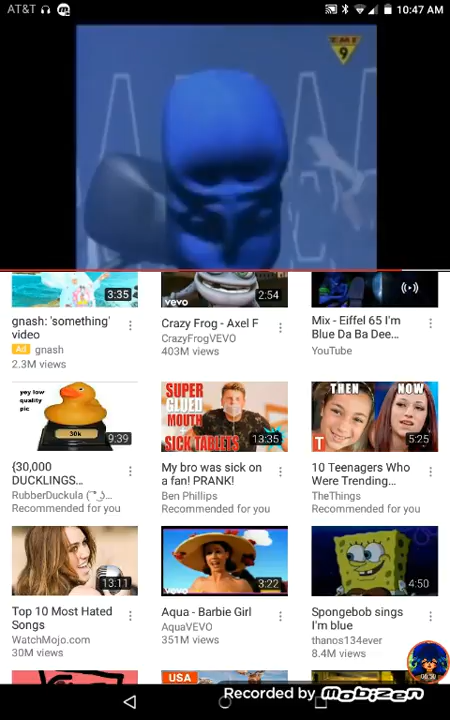 AT&T
10:47 AM
EMF
9
3:35
vevo
2:54
gnash: 'something' video
Crazy Frog - Axel F
Mix - Eiffel 65 I'm Blue Da Ba Dee...
Ad gnash
CrazyFrogVEVO
YouTube
2.3M views
403M views
yey low quality pic
30k
9:39
SUPER GLUED MOUTH
SICK TABLETS
13:35
THEN NOW
T
5:25
{30,000 DUCKLINGS...
My bro was sick on a fan! PRANK!
10 Teenagers Who Were Trending...
RubberDuckula
Ben Phillips
TheThings
Recommended for you
Recommended for you
Recommended for you
13:11
vevo
3:22
4:50
Top 10 Most Hated Songs
Aqua - Barbie Girl
Spongebob sings I'm blue
WatchMojo.com
AquaVEVO
thanos134ever
30M views
351M views
8.4M views
USA
Recorded by Mobizen